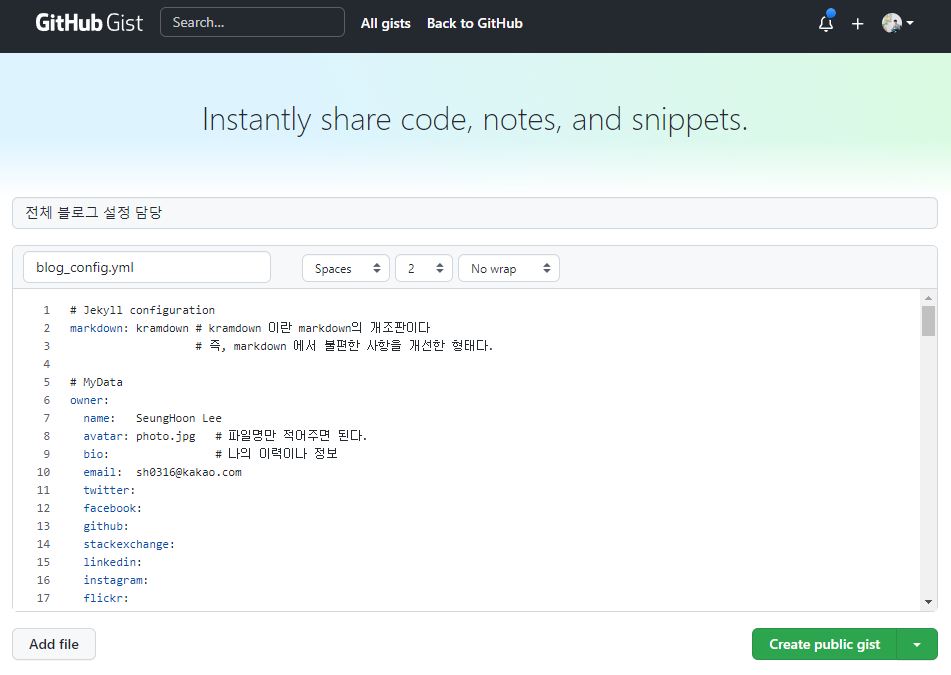 GitHub Gist Search... All gists Back to GitHub
Instantly share code, notes, and snippets.
전체 블로그 설정 담당
blog_config.yml Spaces 2 No wrap
1 # Jekyll configuration
2 markdown: kramdown # kramdown 이란 markdown의 개조판이다
3 # 즉, markdown 에서 불편한 사항을 개선한 형태다.
4
5 # MyData
6 owner:
7 name: SeungHoon Lee
8 avatar: photo.jpg # 파일명만 적어주면 된다.
9 bio: # 나의 이력이나 정보
10 email: sh0316@kakao.com
11 twitter:
12 facebook:
13 github:
14 stackexchange:
15 linkedin:
16 instagram:
17 flickr:
Add file Create public gist